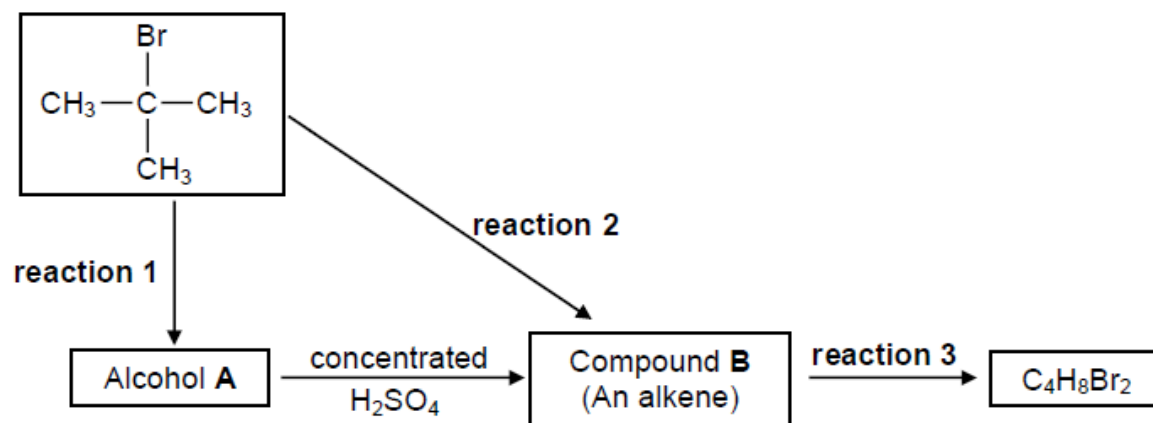 Br
CH₃—C—CH₃
CH₃
reaction 2
reaction 1
Alcohol A
concentrated
H₂SO₄
Compound B
(An alkene)
reaction 3
C₄H₈Br₂